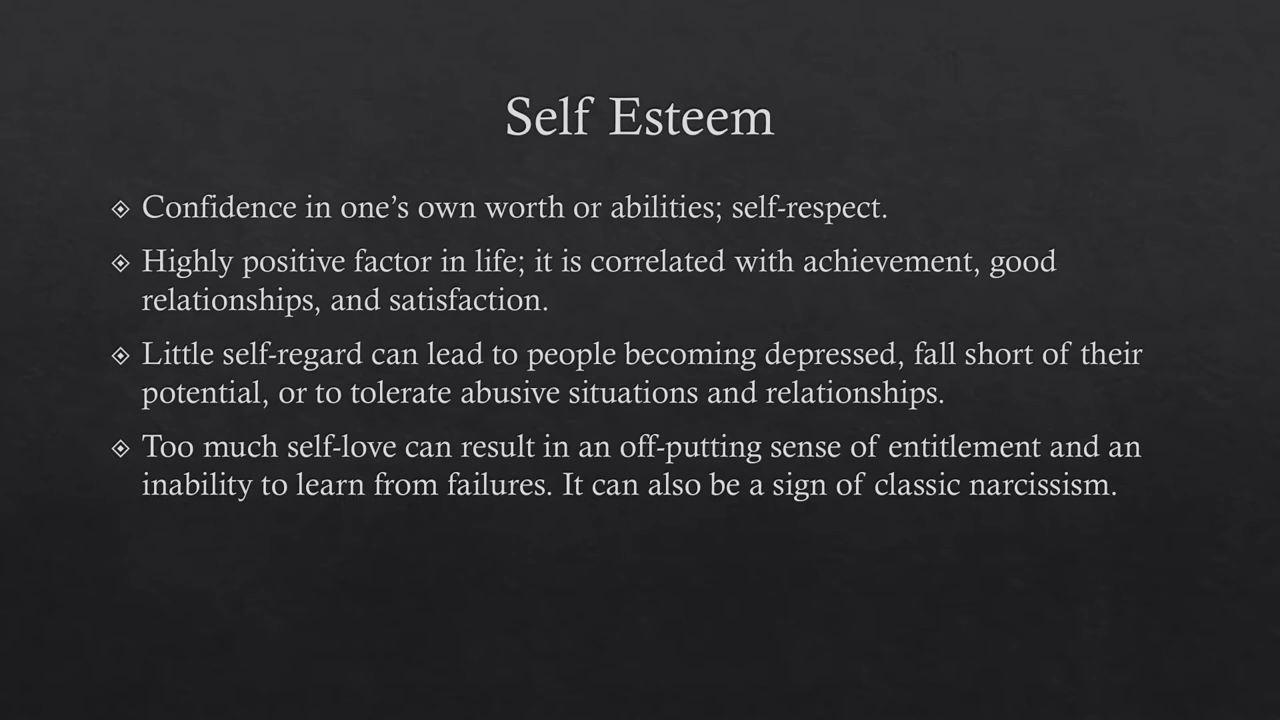 Self Esteem
Confidence in one’s own worth or abilities; self-respect.
Highly positive factor in life; it is correlated with achievement, good
relationships, and satisfaction.
Little self-regard can lead to people becoming depressed, fall short of their
potential, or to tolerate abusive situations and relationships.
Too much self-love can result in an off-putting sense of entitlement and an
inability to learn from failures. It can also be a sign of classic narcissism.